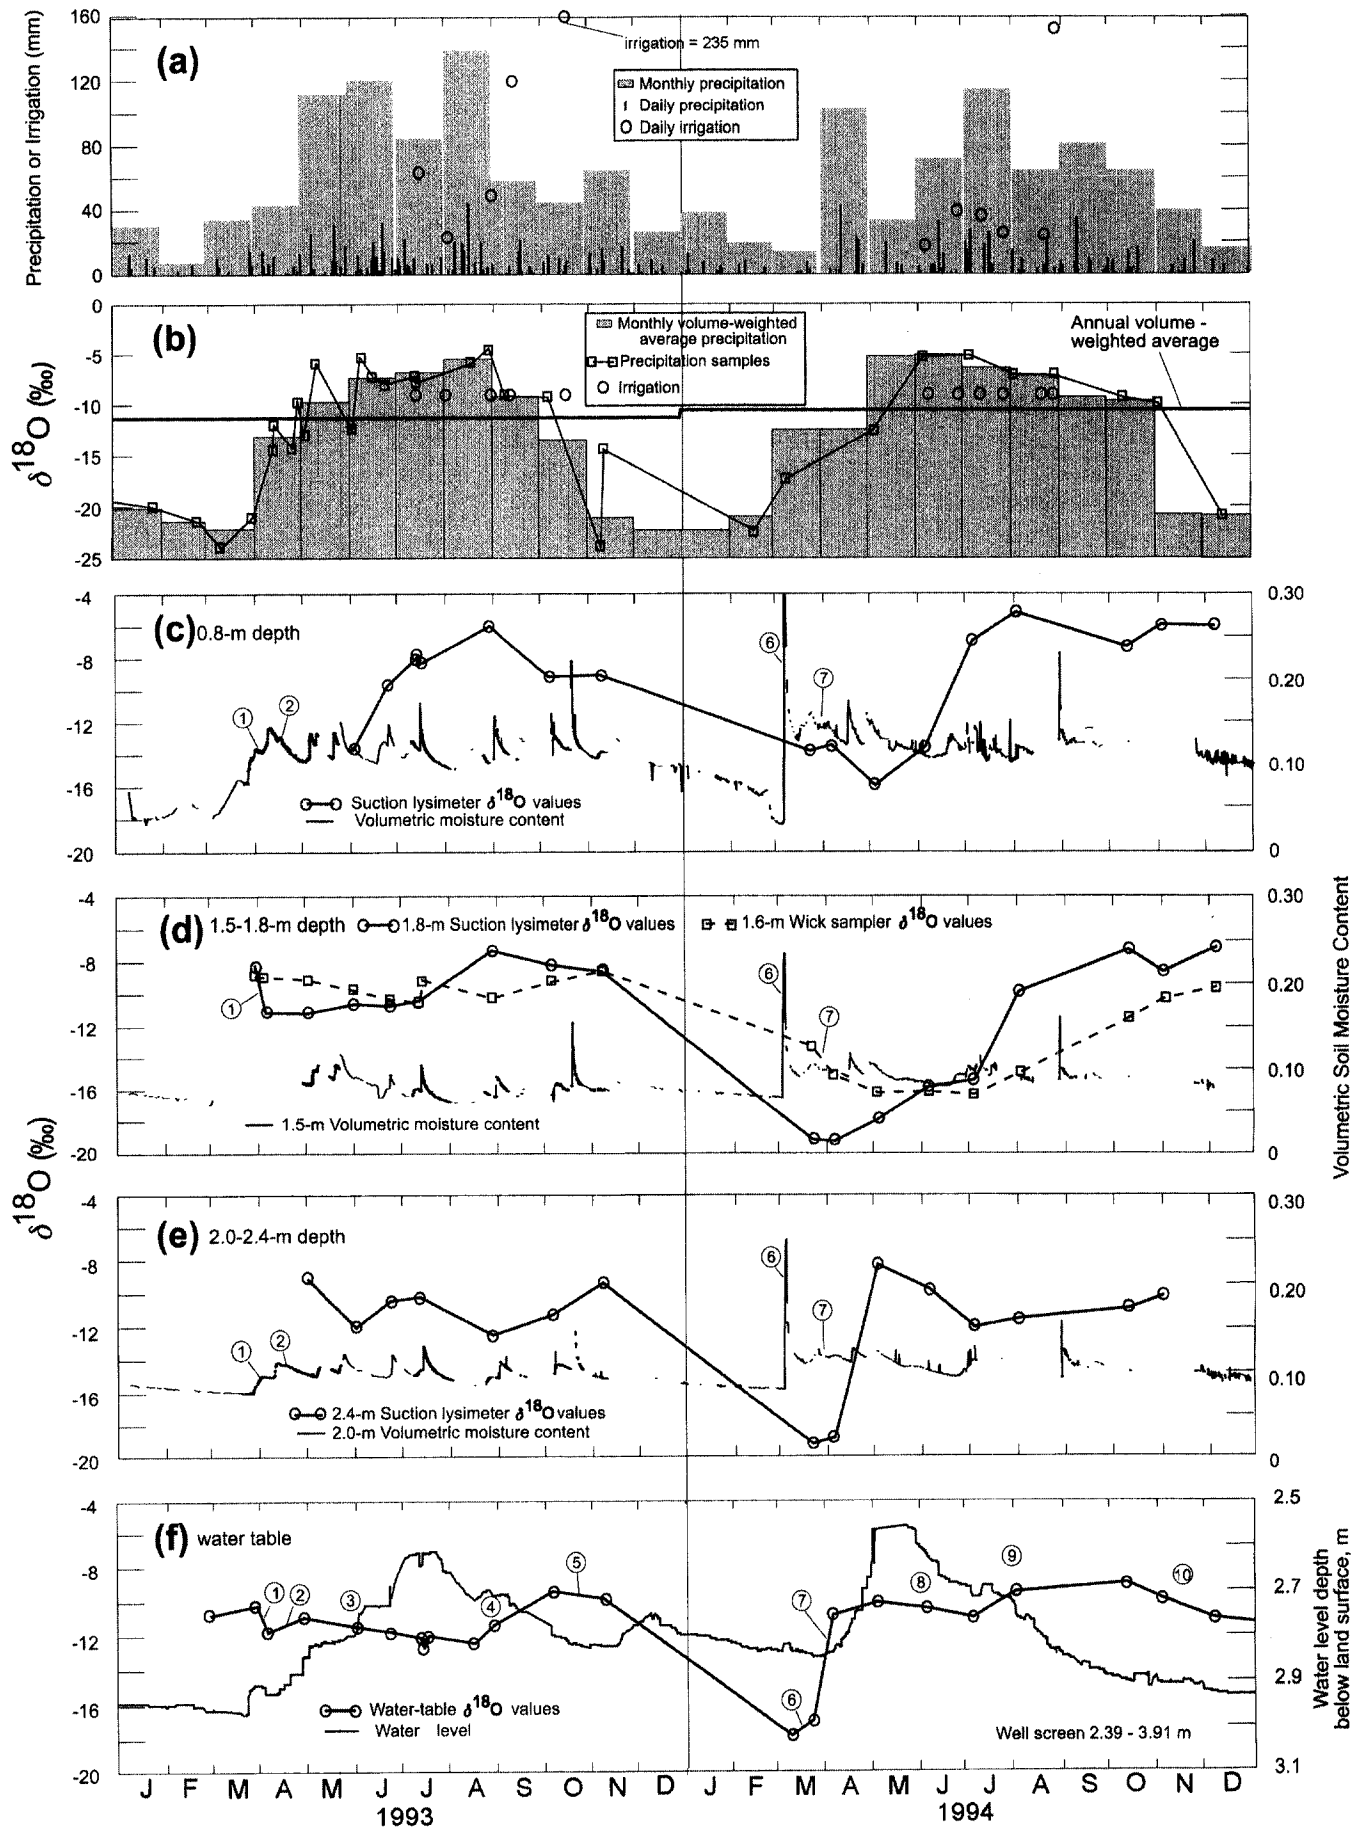 (a)
Precipitation or Irrigation (mm)
160
120
80
40
0
irrigation = 235 mm
Monthly precipitation
Daily precipitation
Daily irrigation
(b)
δ18O (‰)
0
-5
-10
-15
-20
-25
Monthly volume-weighted
average precipitation
Precipitation samples
Irrigation
Annual volume -
weighted average
(c) 0.8-m depth
-4
-8
-12
-16
-20
0.30
0.20
0.10
0
1
2
6
7
Suction lysimeter δ18O values
Volumetric moisture content
(d) 1.5-1.8-m depth
1.8-m Suction lysimeter δ18O values
1.6-m Wick sampler δ18O values
-4
-8
-12
-16
-20
0.30
0.20
0.10
0
1
6
7
1.5-m Volumetric moisture content
δ18O (‰)
Volumetric Soil Moisture Content
(e) 2.0-2.4-m depth
-4
-8
-12
-16
-20
0.30
0.20
0.10
0
1
2
6
7
2.4-m Suction lysimeter δ18O values
2.0-m Volumetric moisture content
(f) water table
-4
-8
-12
-16
-20
2.5
2.7
2.9
3.1
Water level depth
below land surface, m
1
2
3
4
5
6
7
8
9
10
Water-table δ18O values
Water level
Well screen 2.39 - 3.91 m
J F M A M J J A S O N D J F M A M J J A S O N D
1993 1994